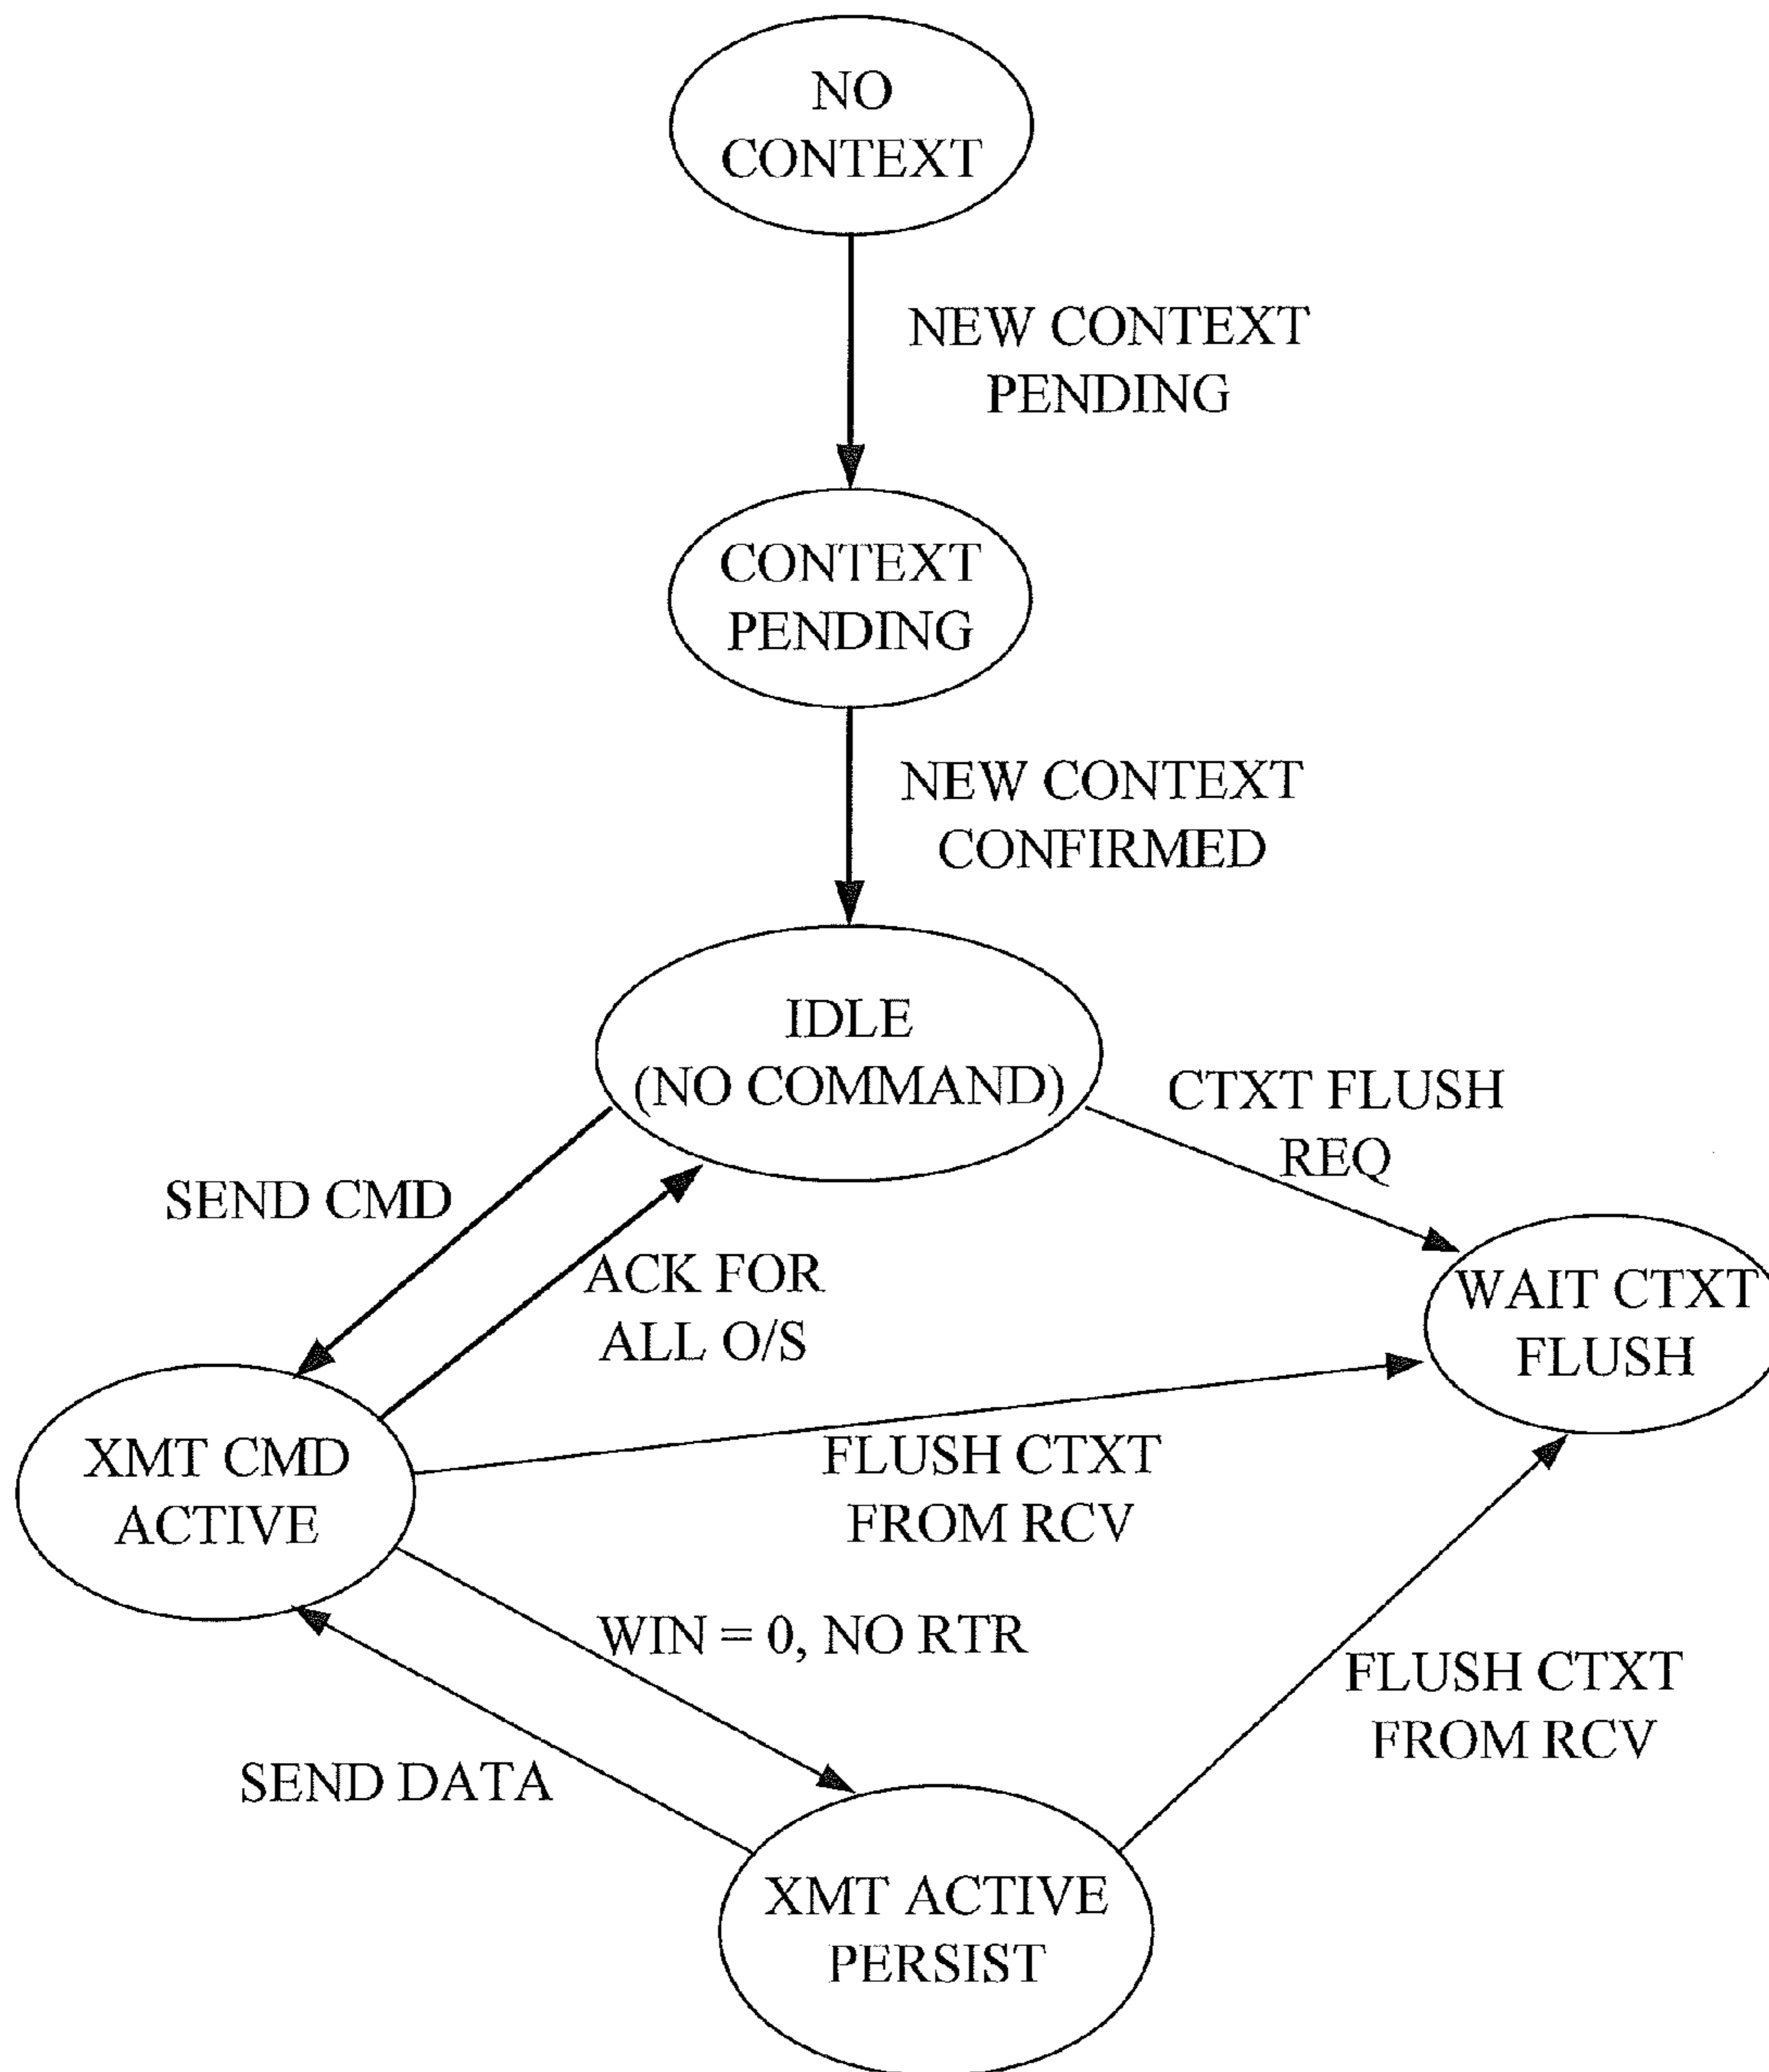 NO
CONTEXT
NEW CONTEXT
PENDING
CONTEXT
PENDING
NEW CONTEXT
CONFIRMED
IDLE
(NO COMMAND)
CTXT FLUSH
REQ
SEND CMD
ACK FOR
ALL O/S
WAIT CTXT
FLUSH
XMT CMD
ACTIVE
FLUSH CTXT
FROM RCV
WIN = 0, NO RTR
FLUSH CTXT
FROM RCV
SEND DATA
XMT ACTIVE
PERSIST